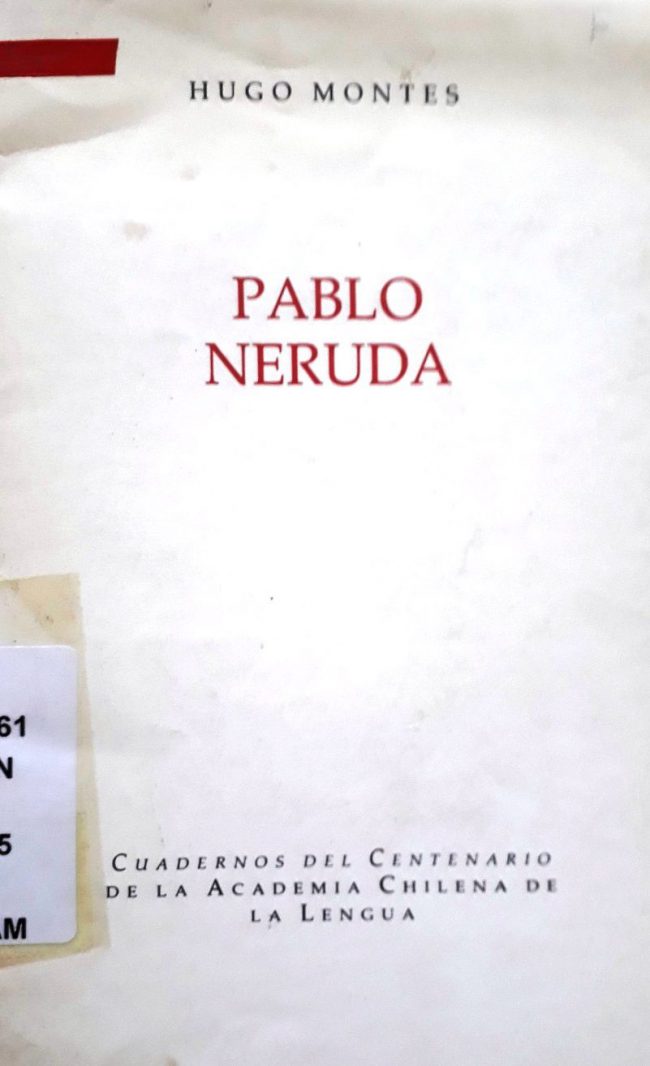 HUGO MONTES
PABLO
NERUDA
61
N
5
AM
CUADERNOS DEL CENTENARIO
DE LA ACADEMIA CHILENA DE
LA LENGUA